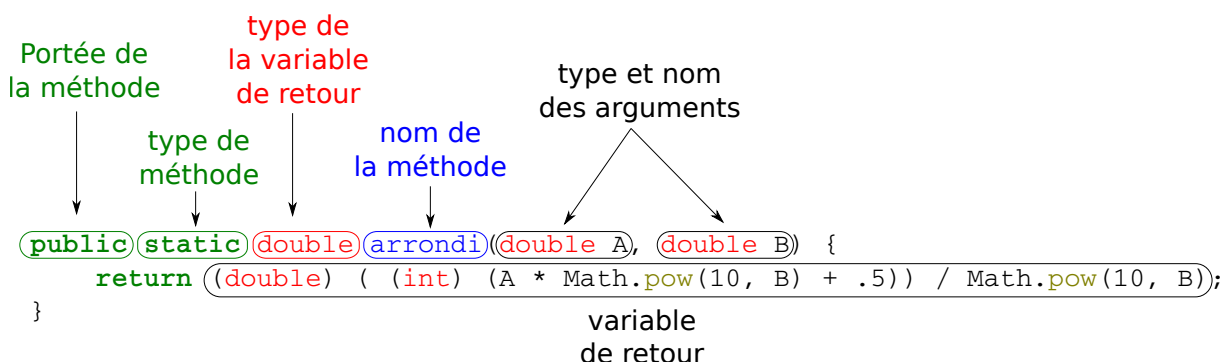 Portée de
la méthode
type de
la variable
de retour
type de
méthode
nom de
la méthode
type et nom
des arguments
public static double arrondi(double A, double B) {
return (double) ( (int) (A * Math.pow(10, B) + .5)) / Math.pow(10, B);
}
variable
de retour